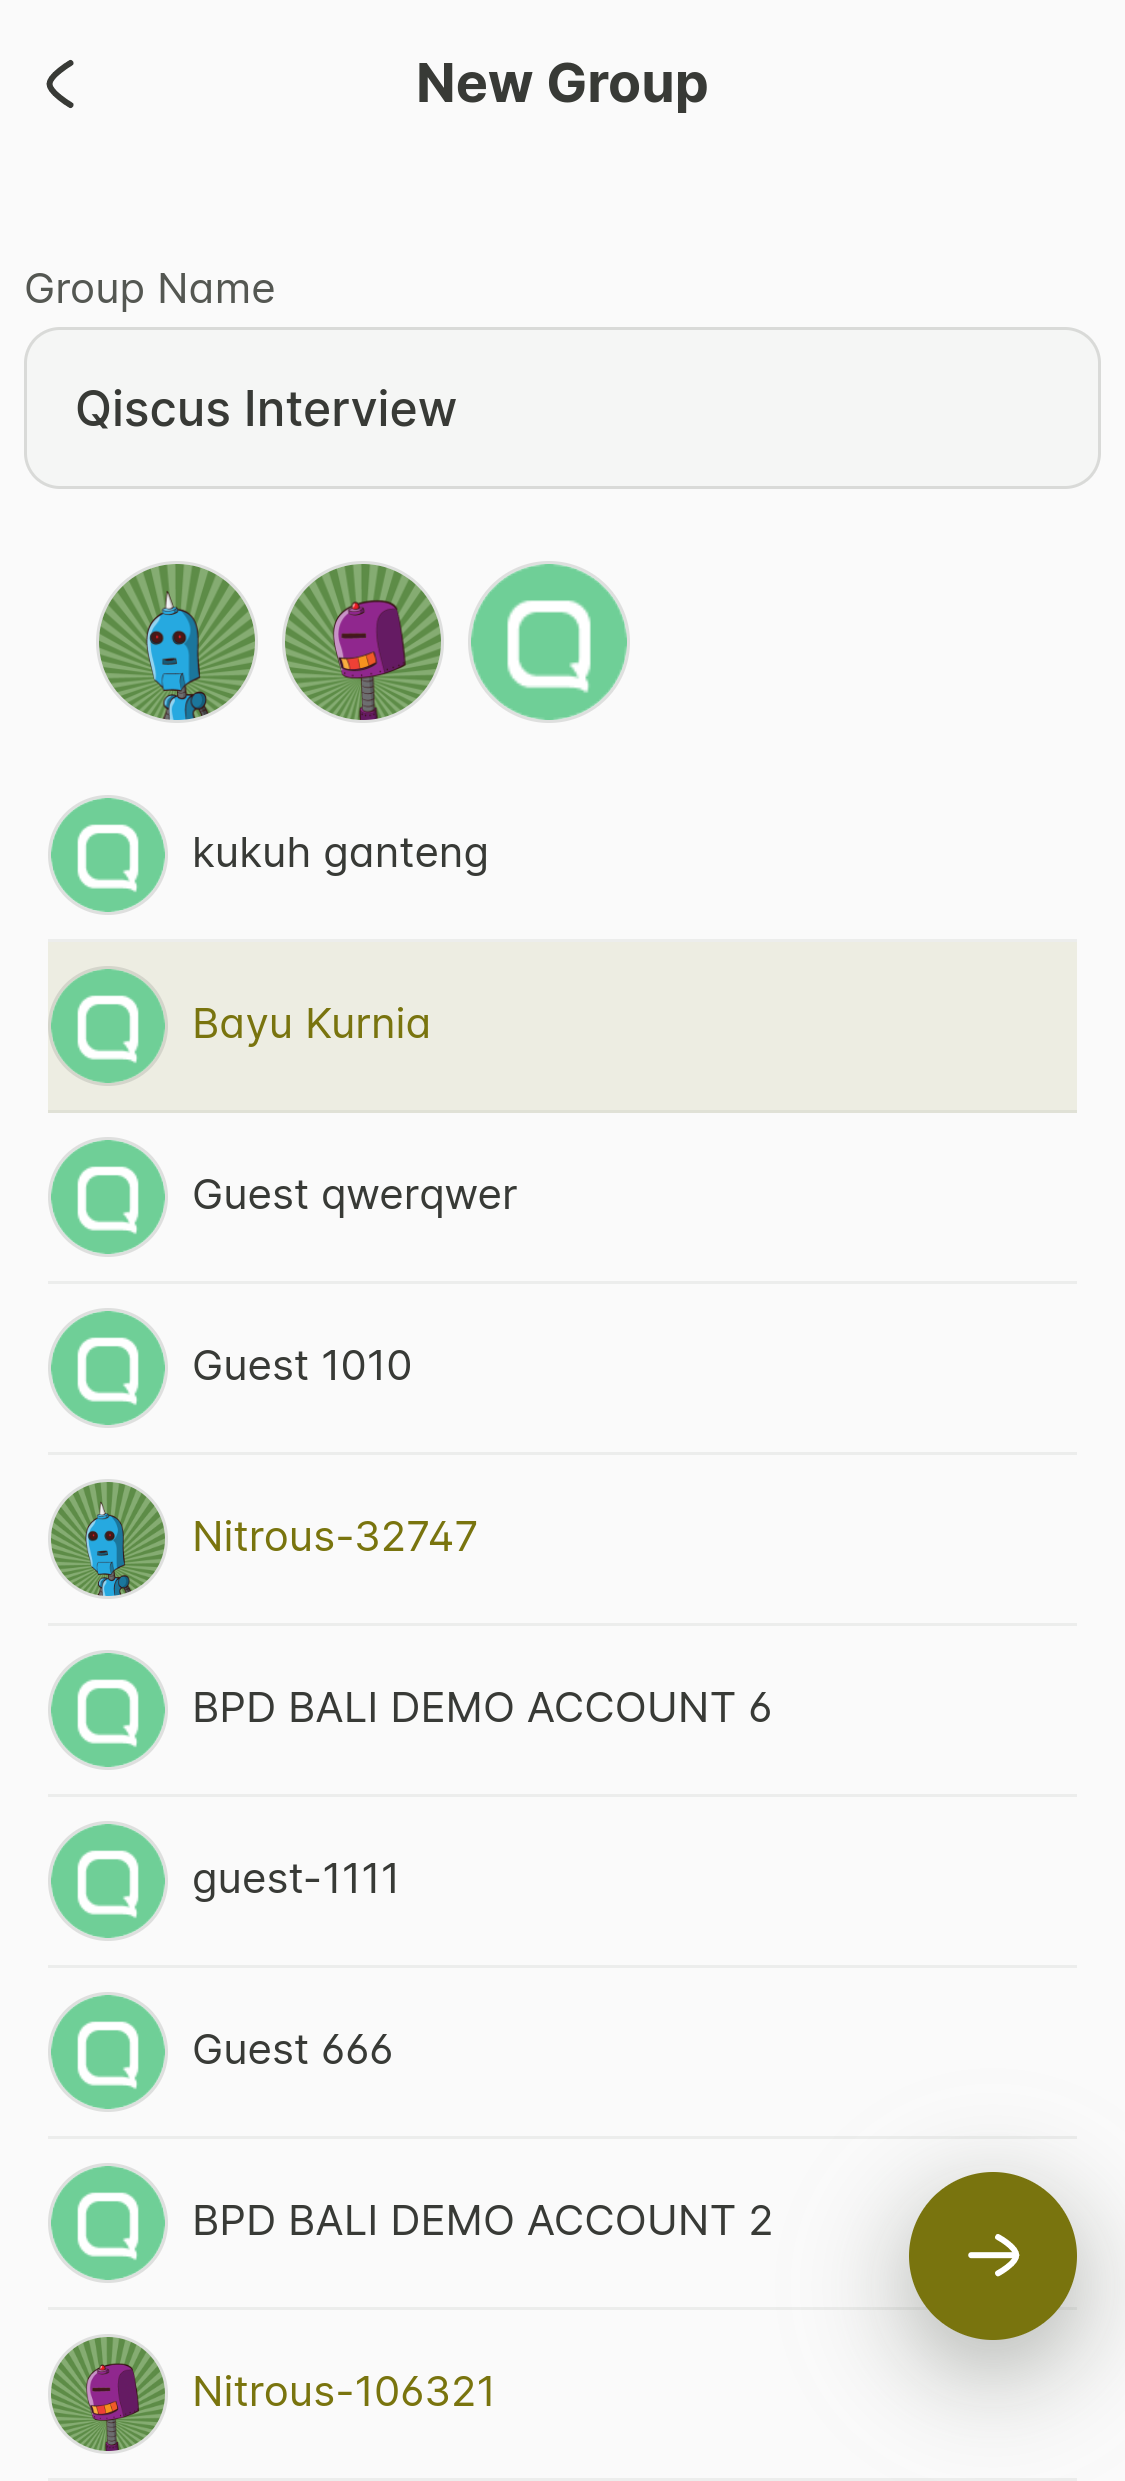 New Group
Group Name
Qiscus Interview
kukuh ganteng
Bayu Kurnia
Guest qwerqwer
Guest 1010
Nitrous-32747
BPD BALI DEMO ACCOUNT 6
guest-1111
Guest 666
BPD BALI DEMO ACCOUNT 2
Nitrous-106321